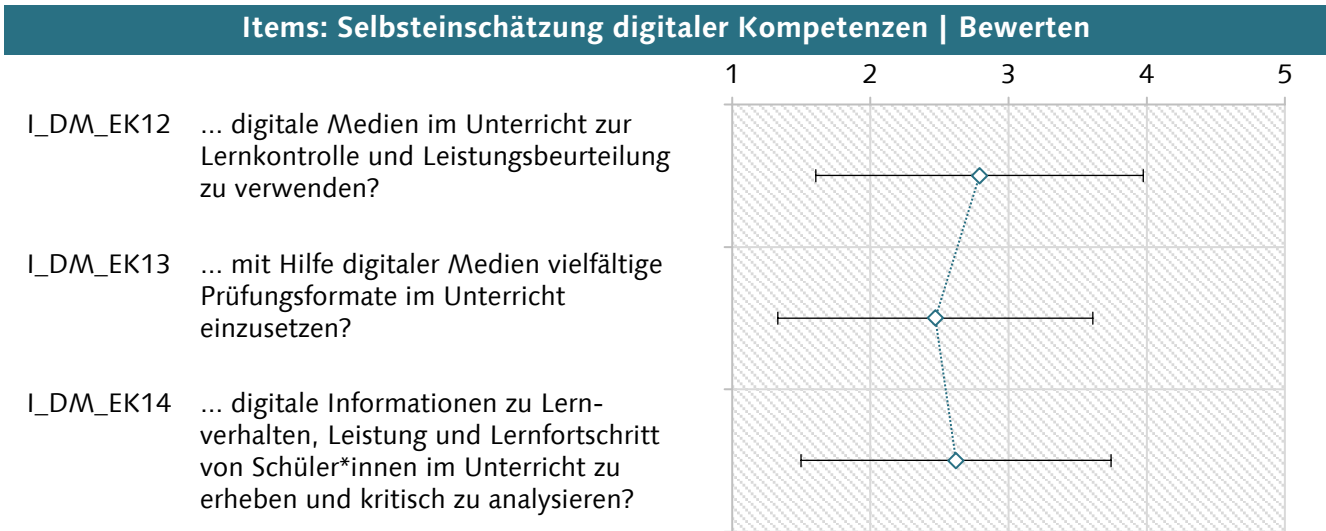 Items: Selbsteinschätzung digitaler Kompetenzen | Bewerten
1 2 3 4 5
I_DM_EK12 ... digitale Medien im Unterricht zur
Lernkontrolle und Leistungsbeurteilung
zu verwenden?
I_DM_EK13 ... mit Hilfe digitaler Medien vielfältige
Prüfungsformate im Unterricht
einzusetzen?
I_DM_EK14 ... digitale Informationen zu Lern-
verhalten, Leistung und Lernfortschritt
von Schüler*innen im Unterricht zu
erheben und kritisch zu analysieren?